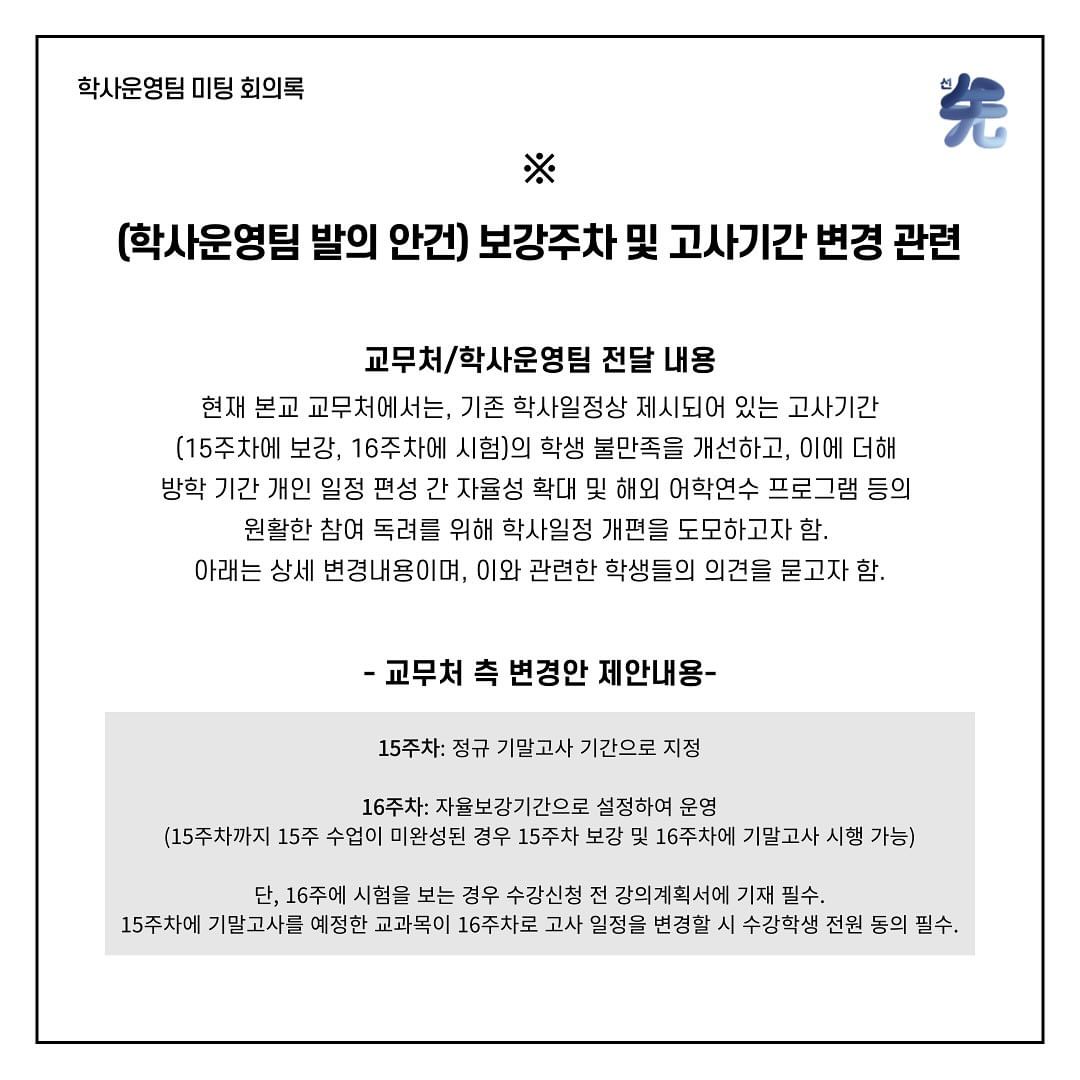 학사운영팀 미팅 회의록
선
先
※
(학사운영팀 발의 안건) 보강주차 및 고사기간 변경 관련
교무처/학사운영팀 전달 내용
현재 본교 교무처에서는, 기존 학사일정상 제시되어 있는 고사기간
(15주차에 보강, 16주차에 시험)의 학생 불만족을 개선하고, 이에 더해
방학 기간 개인 일정 편성 간 자율성 확대 및 해외 어학연수 프로그램 등의
원활한 참여 독려를 위해 학사일정 개편을 도모하고자 함.
아래는 상세 변경내용이며, 이와 관련한 학생들의 의견을 묻고자 함.
- 교무처 측 변경안 제안내용-
15주차: 정규 기말고사 기간으로 지정
16주차: 자율보강기간으로 설정하여 운영
(15주차까지 15주 수업이 미완성된 경우 15주차 보강 및 16주차에 기말고사 시행 가능)
단, 16주에 시험을 보는 경우 수강신청 전 강의계획서에 기재 필수.
15주차에 기말고사를 예정한 교과목이 16주차로 고사 일정을 변경할 시 수강학생 전원 동의 필수.